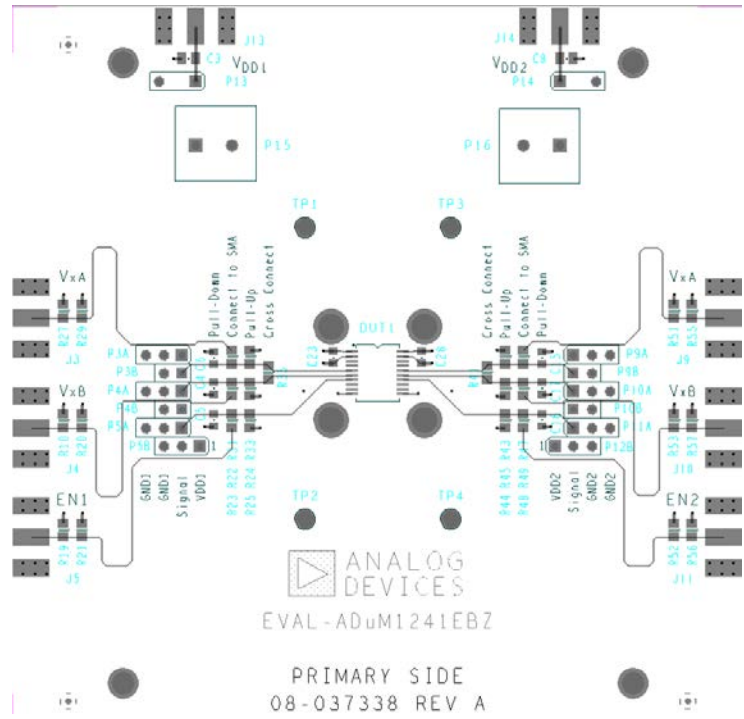 J13
J14
C3
C8
VDD1
VDD2
P13
P14
P15
P16
TP1
TP3
VxA
VxA
Pull-Down
Connect to SMA
Pull-Up
Cross Connect
Cross Connect
Connect to SMA
Pull-Up
Pull-Down
R27
R29
R51
R55
DUT1
J3
J9
P3A
P9A
C23
C28
P3B
P9B
VxB
VxB
P4A
P10A
P4B
P10B
R18
R20
R53
R57
P5A
P11A
P6B
1
1
P12B
J4
J10
GND1
GND1
Signal
VDD1
R23
R22
R25
R24
R33
R44
R45
R43
R48
R49
VDD2
Signal
GND2
GND2
EN1
EN2
TP2
TP4
R19
R21
R52
R56
J5
J11
ANALOG
DEVICES
EVAL-ADuM1241EBZ
PRIMARY SIDE
08-037338 REV A